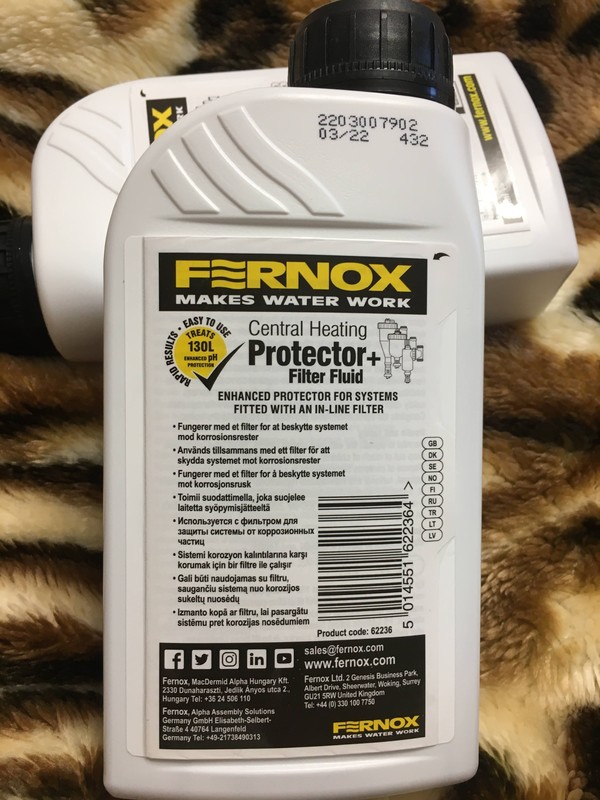 2203007902
03/22 432
www.fernox.com
FERNOX
MAKES WATER WORK
RAPID RESULTS • EASY TO USE
TREATS
130L
ENHANCED pH
PROTECTION
Central Heating
Protector+
Filter Fluid
ENHANCED PROTECTOR FOR SYSTEMS
FITTED WITH AN IN-LINE FILTER
• Fungerer med et filter for at beskytte systemet
mod korrosionsrester
• Används tillsammans med ett filter för att
skydda systemet mot korrosionsrester
• Fungerer med et filter for å beskytte systemet
mot korrosjonsrusk
• Toimii suodattimella, joka suojelee
laitetta syöpymisjätteeltä
• Используется с фильтром для
защиты системы от коррозионных
частиц
• Sistemi korozyon kalıntılarına karşı
korumak için bir filtre ile çalışır
• Gali būti naudojamas su filtru,
saugančiu sistemą nuo korozijos
sukeltų nuosėdų
• Izmanto kopā ar filtru, lai pasargātu
sistēmu pret korozijas nosēdumiem
GB
DK
SE
NO
FI
RU
TR
LT
LV
5 014551 622364 >
Product code: 62236
sales@fernox.com
www.fernox.com
Fernox, MacDermid Alpha Hungary Kft.
2330 Dunaharaszti, Jedlik Ányos utca 2.,
Hungary Tel: +36 24 506 110
Fernox, Alpha Assembly Solutions
Germany GmbH Elisabeth-Selbert-
Straße 4 40764 Langenfeld
Germany Tel: +49-21738490313
Fernox Ltd. 2 Genesis Business Park,
Albert Drive, Sheerwater, Woking, Surrey
GU21 5RW United Kingdom
Tel: +44 (0) 330 100 7750
FERNOX
MAKES WATER WORK